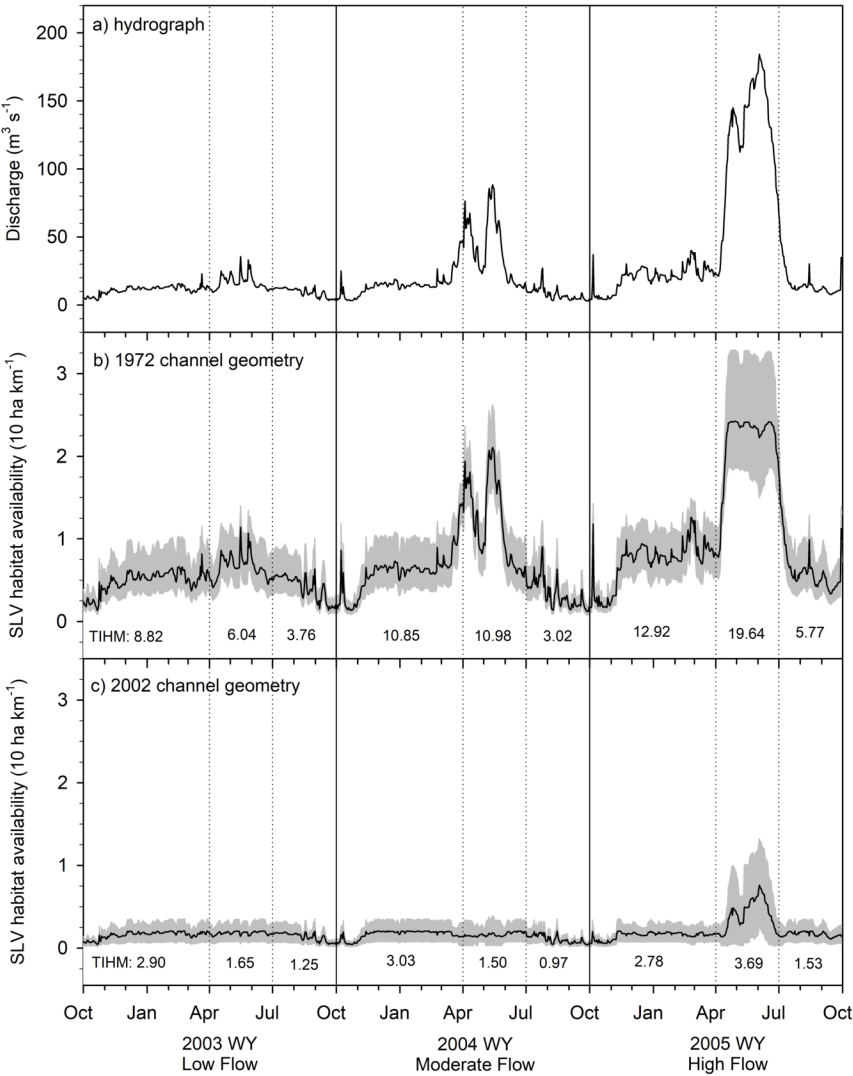 a) hydrograph
200
150
100
50
0
Discharge (m³ s⁻¹)
b) 1972 channel geometry
3
2
1
0
SLV habitat availability (10 ha km⁻¹)
TIHM: 8.82 6.04 3.76 10.85 10.98 3.02 12.92 19.64 5.77
c) 2002 channel geometry
3
2
1
0
SLV habitat availability (10 ha km⁻¹)
TIHM: 2.90 1.65 1.25 3.03 1.50 0.97 2.78 3.69 1.53
Oct Jan Apr Jul Oct Jan Apr Jul Oct Jan Apr Jul Oct
2003 WY 2004 WY 2005 WY
Low Flow Moderate Flow High Flow